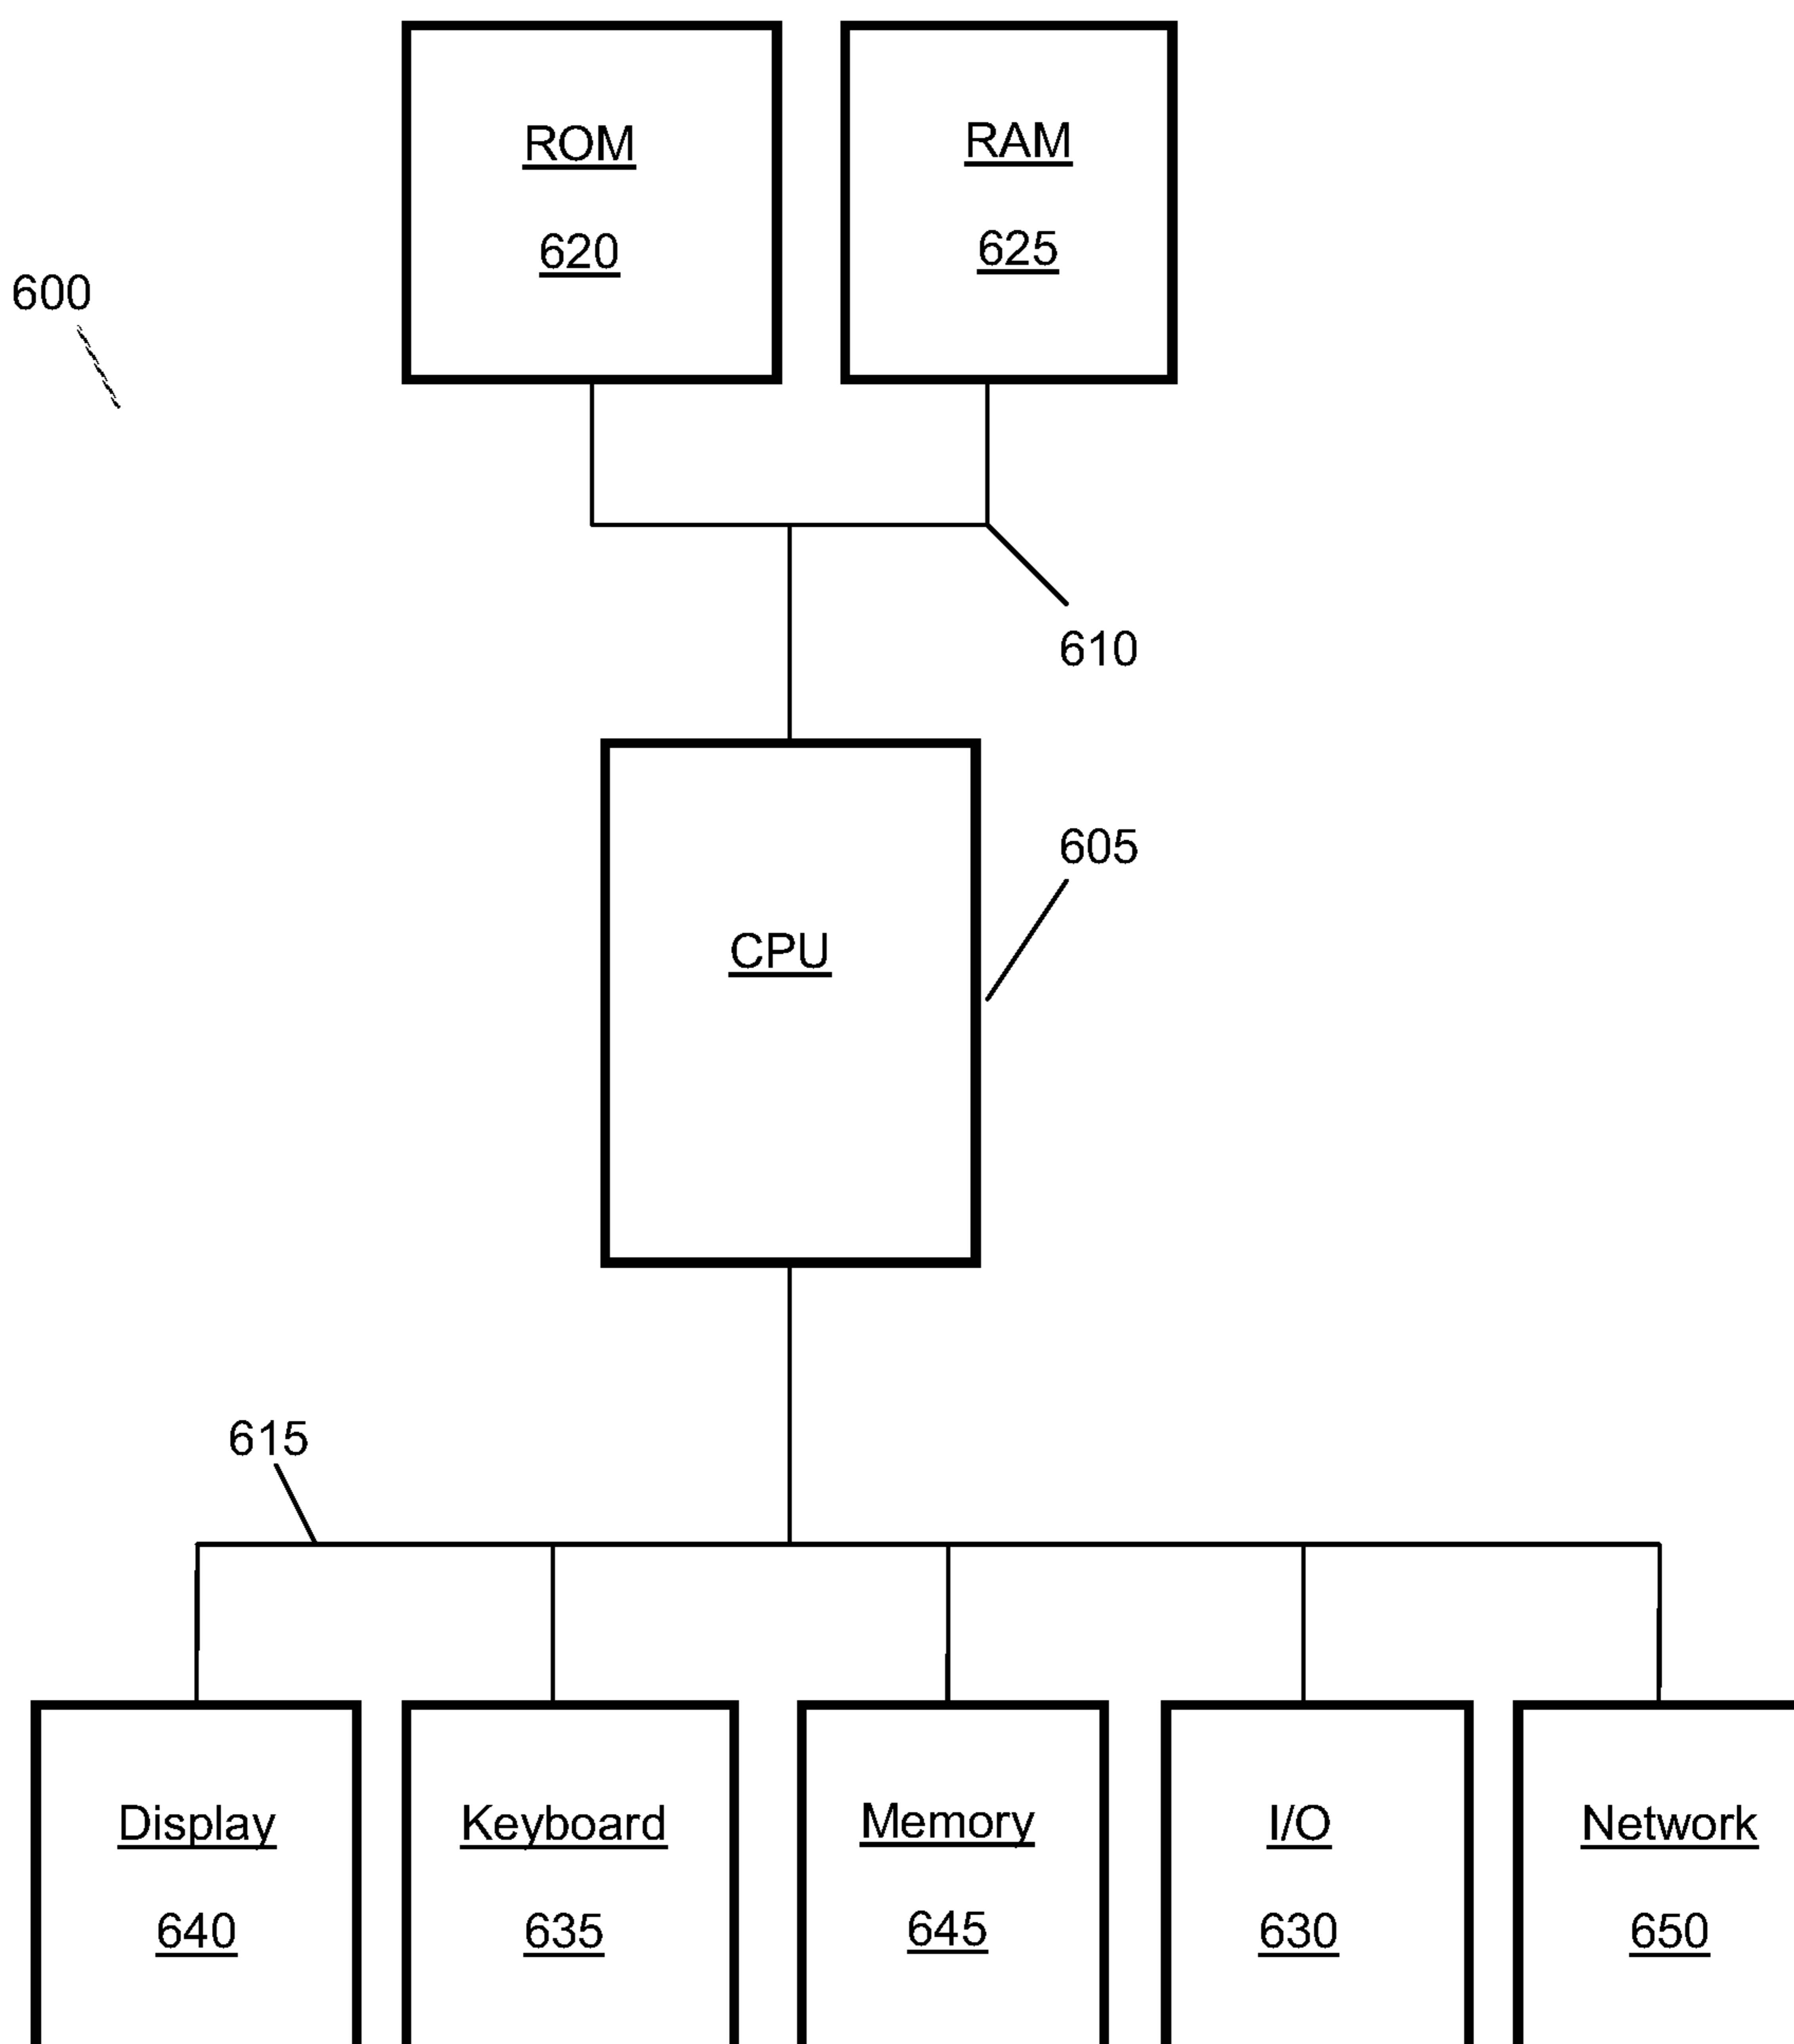 ROM
620
RAM
625
600
610
605
CPU
615
Display
640
Keyboard
635
Memory
645
I/O
630
Network
650